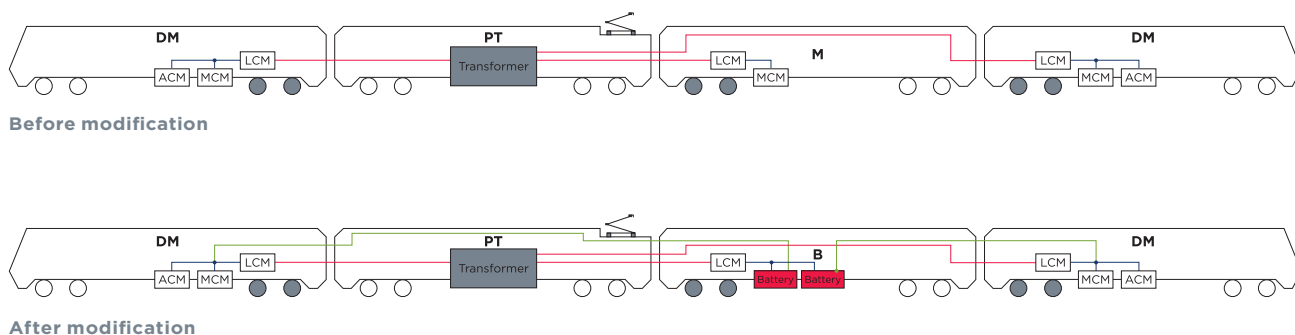 DM PT M DM
LCM Transformer LCM LCM
ACM MCM MCM MCM ACM
Before modification
DM PT B DM
LCM Transformer LCM LCM
ACM MCM Battery Battery MCM ACM
After modification